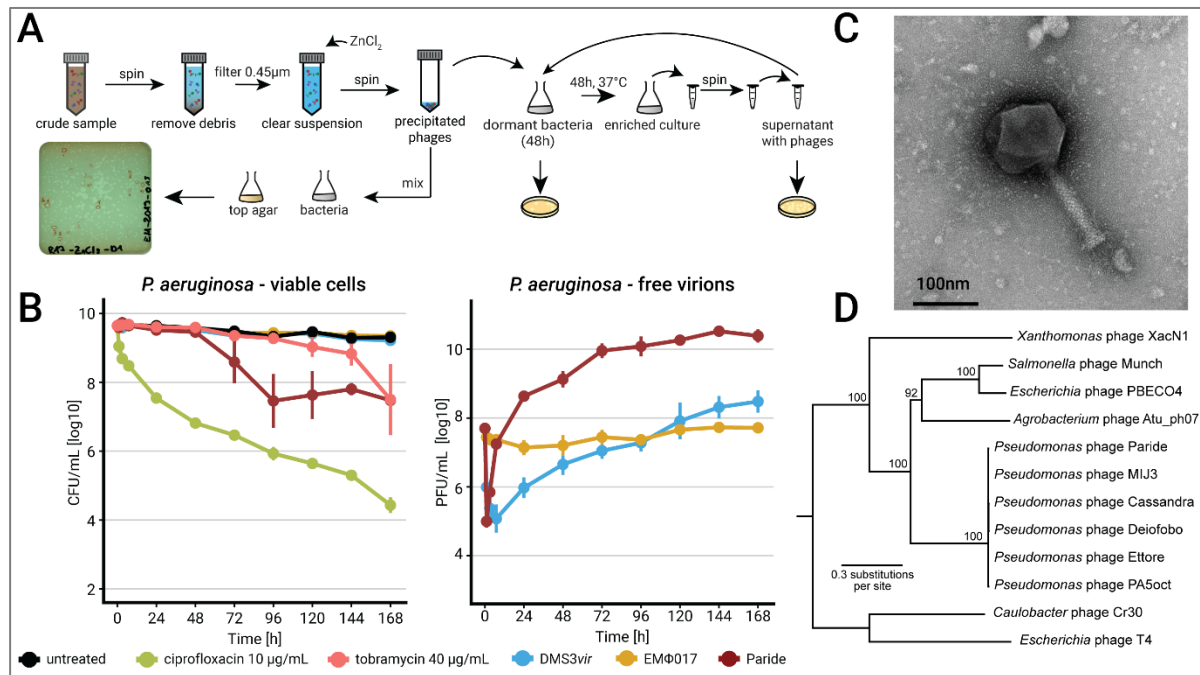 A
ZnCl2
spin
filter 0.45μm
spin
48h, 37°C
spin
crude sample
remove debris
clear suspension
precipitated
phages
dormant bacteria
(48h)
enriched culture
supernatant
with phages
mix
top agar
bacteria
B
P. aeruginosa - viable cells
CFU/mL [log10]
10
8
6
4
2
0
24
48
72
96
120
144
168
Time [h]
P. aeruginosa - free virions
PFU/mL [log10]
10
8
6
4
0
24
48
72
96
120
144
168
Time [h]
untreated
ciprofloxacin 10 µg/mL
tobramycin 40 µg/mL
DMS3vir
EMΦ017
Paride
C
100nm
D
Xanthomonas phage XacN1
Salmonella phage Munch
Escherichia phage PBECO4
Agrobacterium phage Atu_ph07
Pseudomonas phage Paride
Pseudomonas phage MIJ3
Pseudomonas phage Cassandra
Pseudomonas phage Deiofobo
Pseudomonas phage Ettore
Pseudomonas phage PA5oct
Caulobacter phage Cr30
Escherichia phage T4
100
100
92
100
100
0.3 substitutions
per site